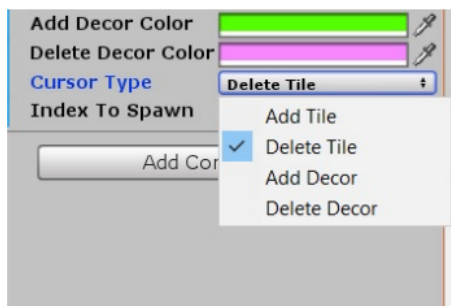 Add Decor Color
Delete Decor Color
Cursor Type Delete Tile
Index To Spawn
Add Tile
Delete Tile
Add Decor
Delete Decor
Add